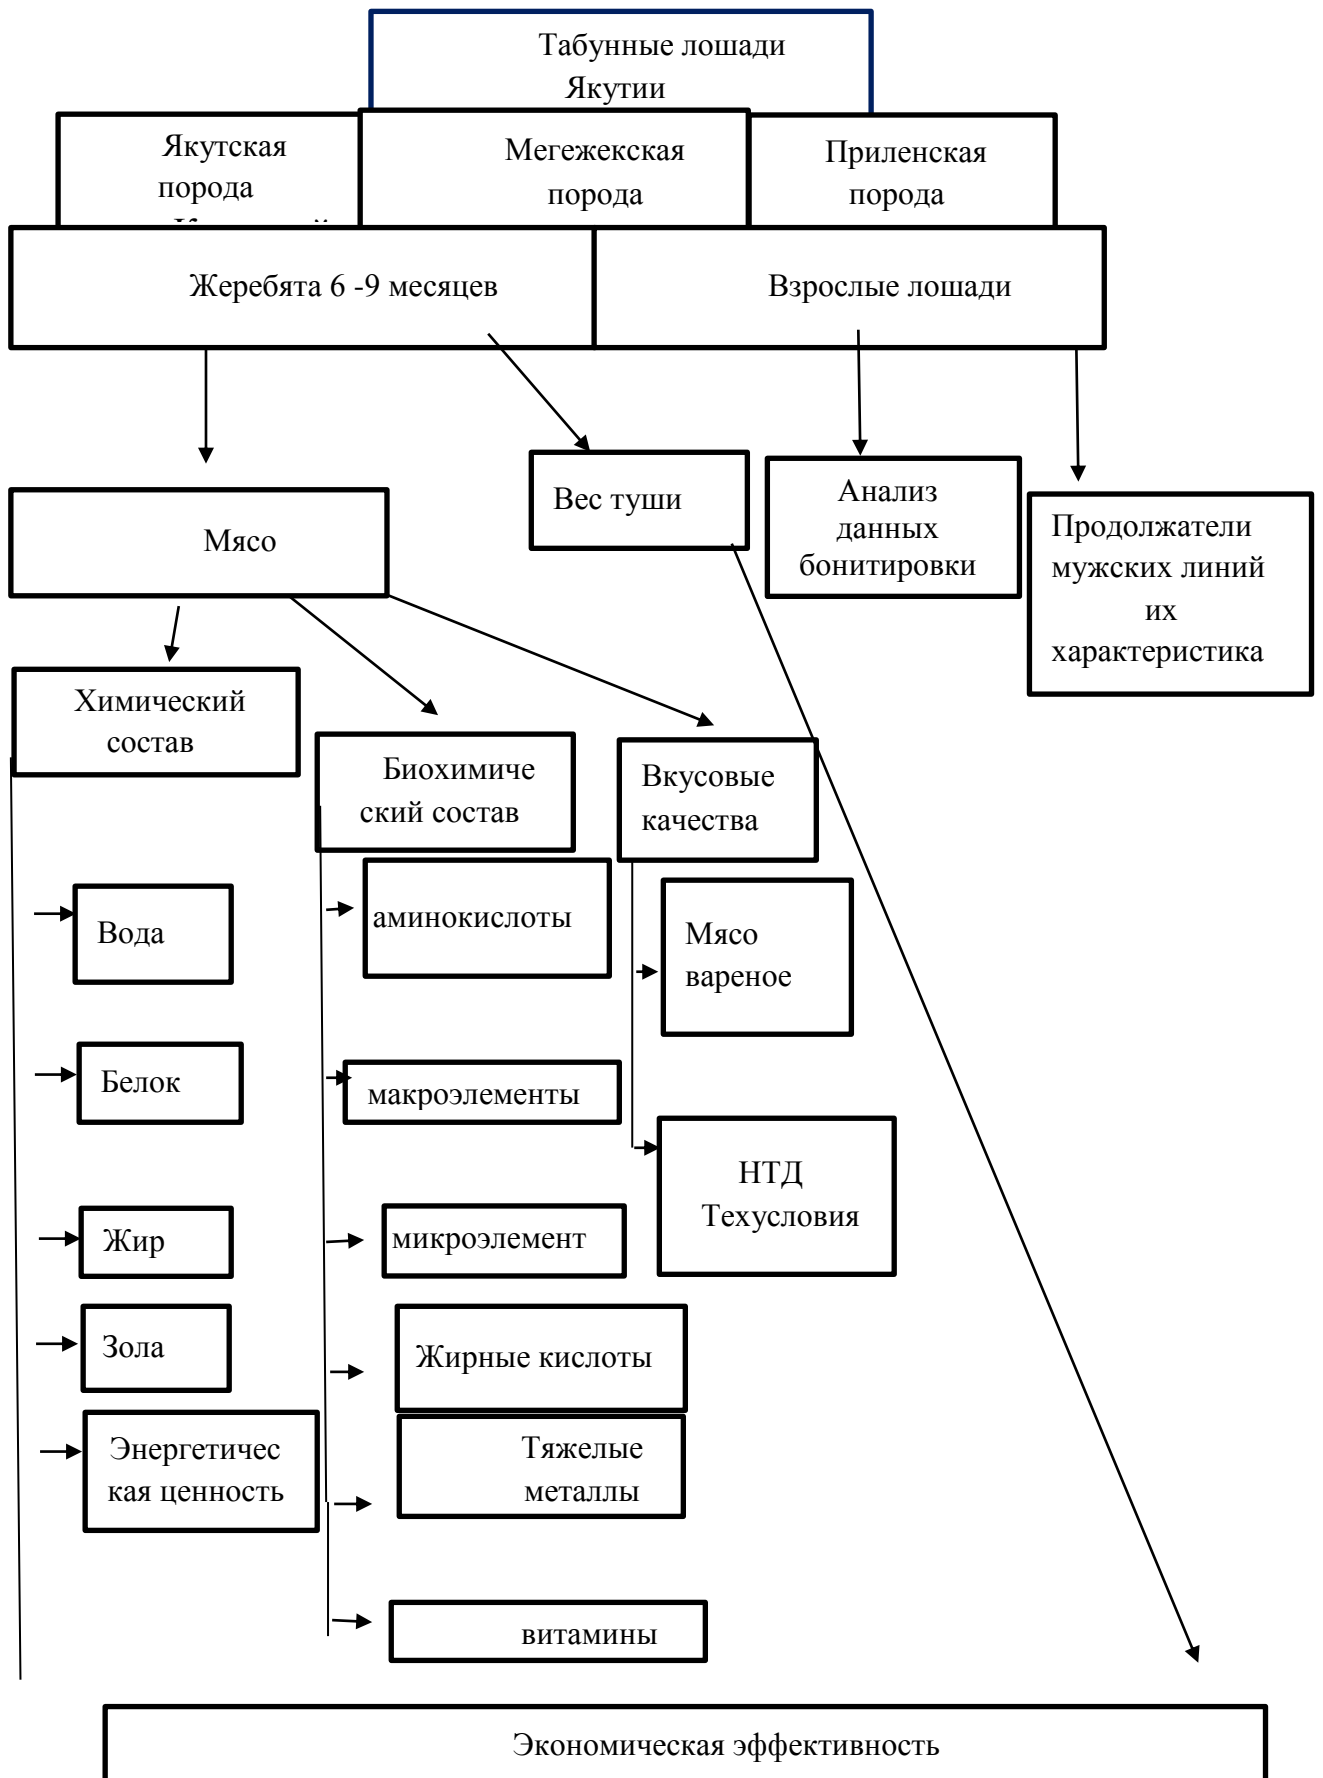 Табунные лошади
Якутии
Якутская
порода
Мегежекская
порода
Приленская
порода
Жеребята 6 -9 месяцев
Взрослые лошади
Мясо
Вес туши
Анализ
данных
бонитировки
Продолжатели
мужских линий
их
характеристика
Химический
состав
Биохимиче
ский состав
Вкусовые
качества
Вода
Белок
Жир
Зола
Энергетичес
кая ценность
аминокислоты
макроэлементы
микроэлемент
Жирные кислоты
Тяжелые
металлы
витамины
Мясо
вареное
НТД
Техусловия
Экономическая эффективность